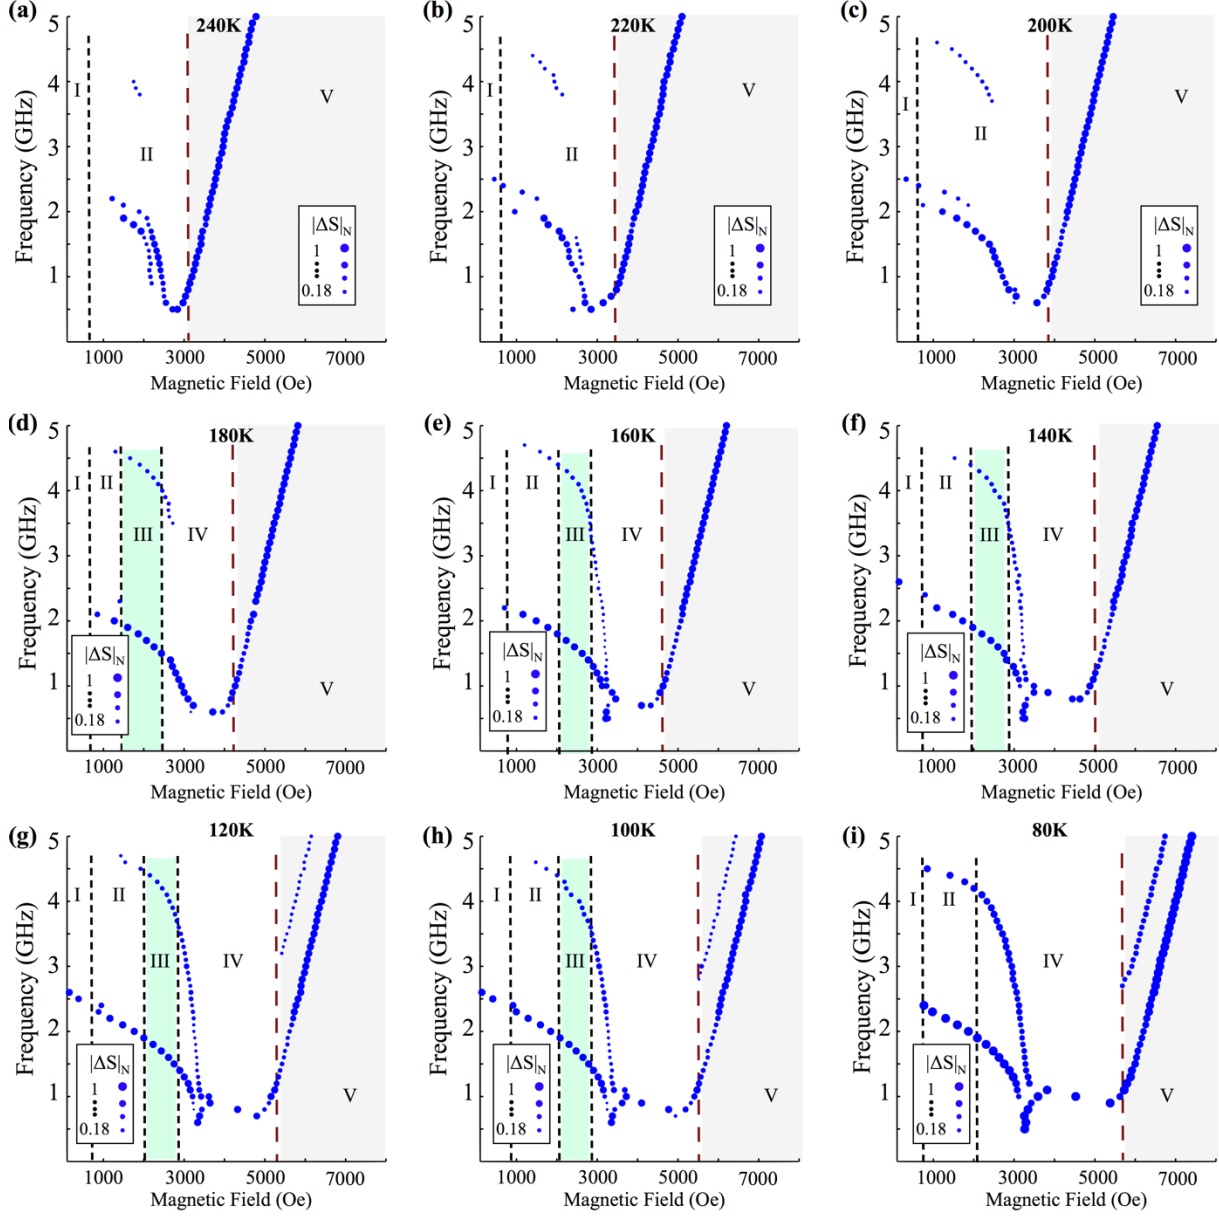 (a) 240K
5
4
3
2
1
Frequency (GHz)
I
II
V
|ΔS|N
1
0.18
1000 3000 5000 7000
Magnetic Field (Oe)
(b) 220K
5
4
3
2
1
Frequency (GHz)
I
II
V
|ΔS|N
1
0.18
1000 3000 5000 7000
Magnetic Field (Oe)
(c) 200K
5
4
3
2
1
Frequency (GHz)
I
II
V
|ΔS|N
1
0.18
1000 3000 5000 7000
Magnetic Field (Oe)
(d) 180K
5
4
3
2
1
Frequency (GHz)
I II
III IV
V
|ΔS|N
1
0.18
1000 3000 5000 7000
Magnetic Field (Oe)
(e) 160K
5
4
3
2
1
Frequency (GHz)
I II
III IV
V
|ΔS|N
1
0.18
1000 3000 5000 7000
Magnetic Field (Oe)
(f) 140K
5
4
3
2
1
Frequency (GHz)
I II
III IV
V
|ΔS|N
1
0.18
1000 3000 5000 7000
Magnetic Field (Oe)
(g) 120K
5
4
3
2
1
Frequency (GHz)
I II
III IV
V
|ΔS|N
1
0.18
1000 3000 5000 7000
Magnetic Field (Oe)
(h) 100K
5
4
3
2
1
Frequency (GHz)
I II
III IV
V
|ΔS|N
1
0.18
1000 3000 5000 7000
Magnetic Field (Oe)
(i) 80K
5
4
3
2
1
Frequency (GHz)
I II
IV
V
|ΔS|N
1
0.18
1000 3000 5000 7000
Magnetic Field (Oe)